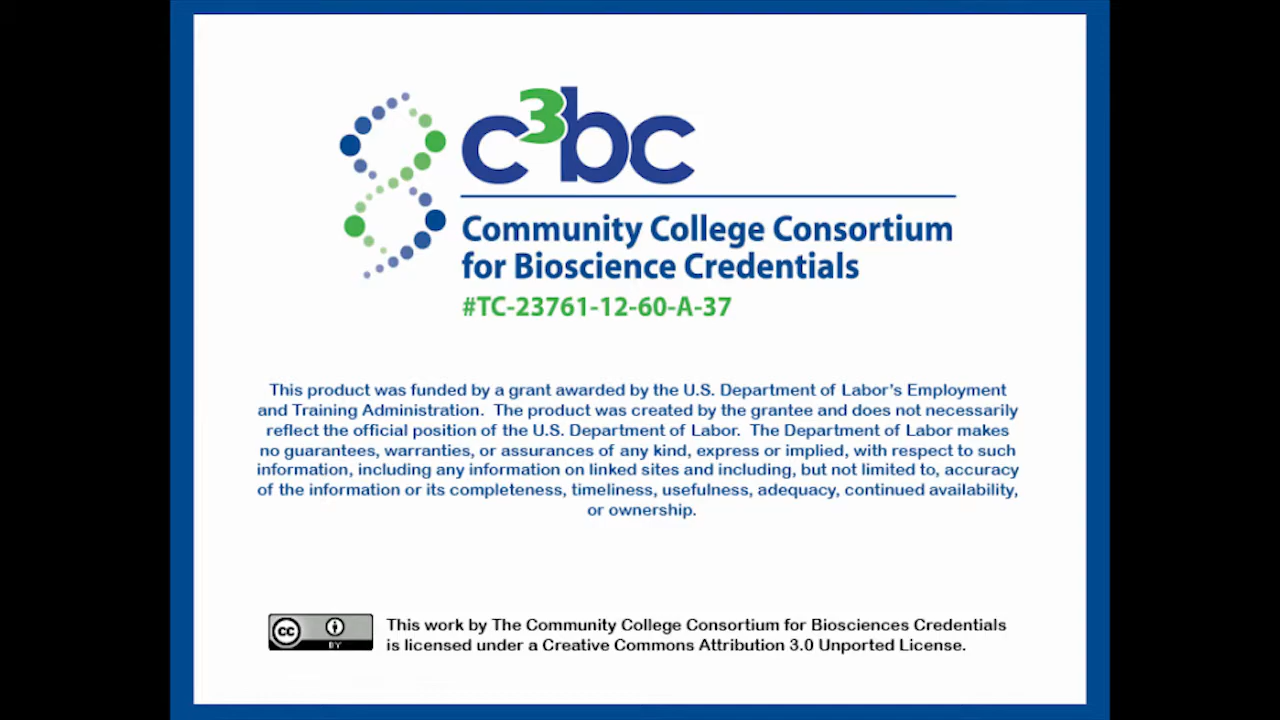 c3bc
Community College Consortium
for Bioscience Credentials
#TC-23761-12-60-A-37
This product was funded by a grant awarded by the U.S. Department of Labor’s Employment
and Training Administration. The product was created by the grantee and does not necessarily
reflect the official position of the U.S. Department of Labor. The Department of Labor makes
no guarantees, warranties, or assurances of any kind, express or implied, with respect to such
information, including any information on linked sites and including, but not limited to, accuracy
of the information or its completeness, timeliness, usefulness, adequacy, continued availability,
or ownership.
cc BY
This work by The Community College Consortium for Biosciences Credentials
is licensed under a Creative Commons Attribution 3.0 Unported License.